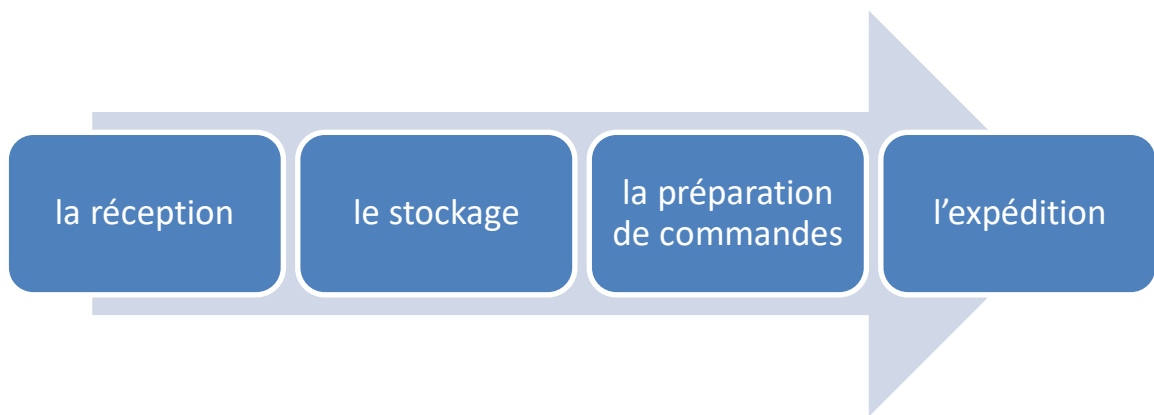 la réception
le stockage
la préparation
de commandes
l’expédition